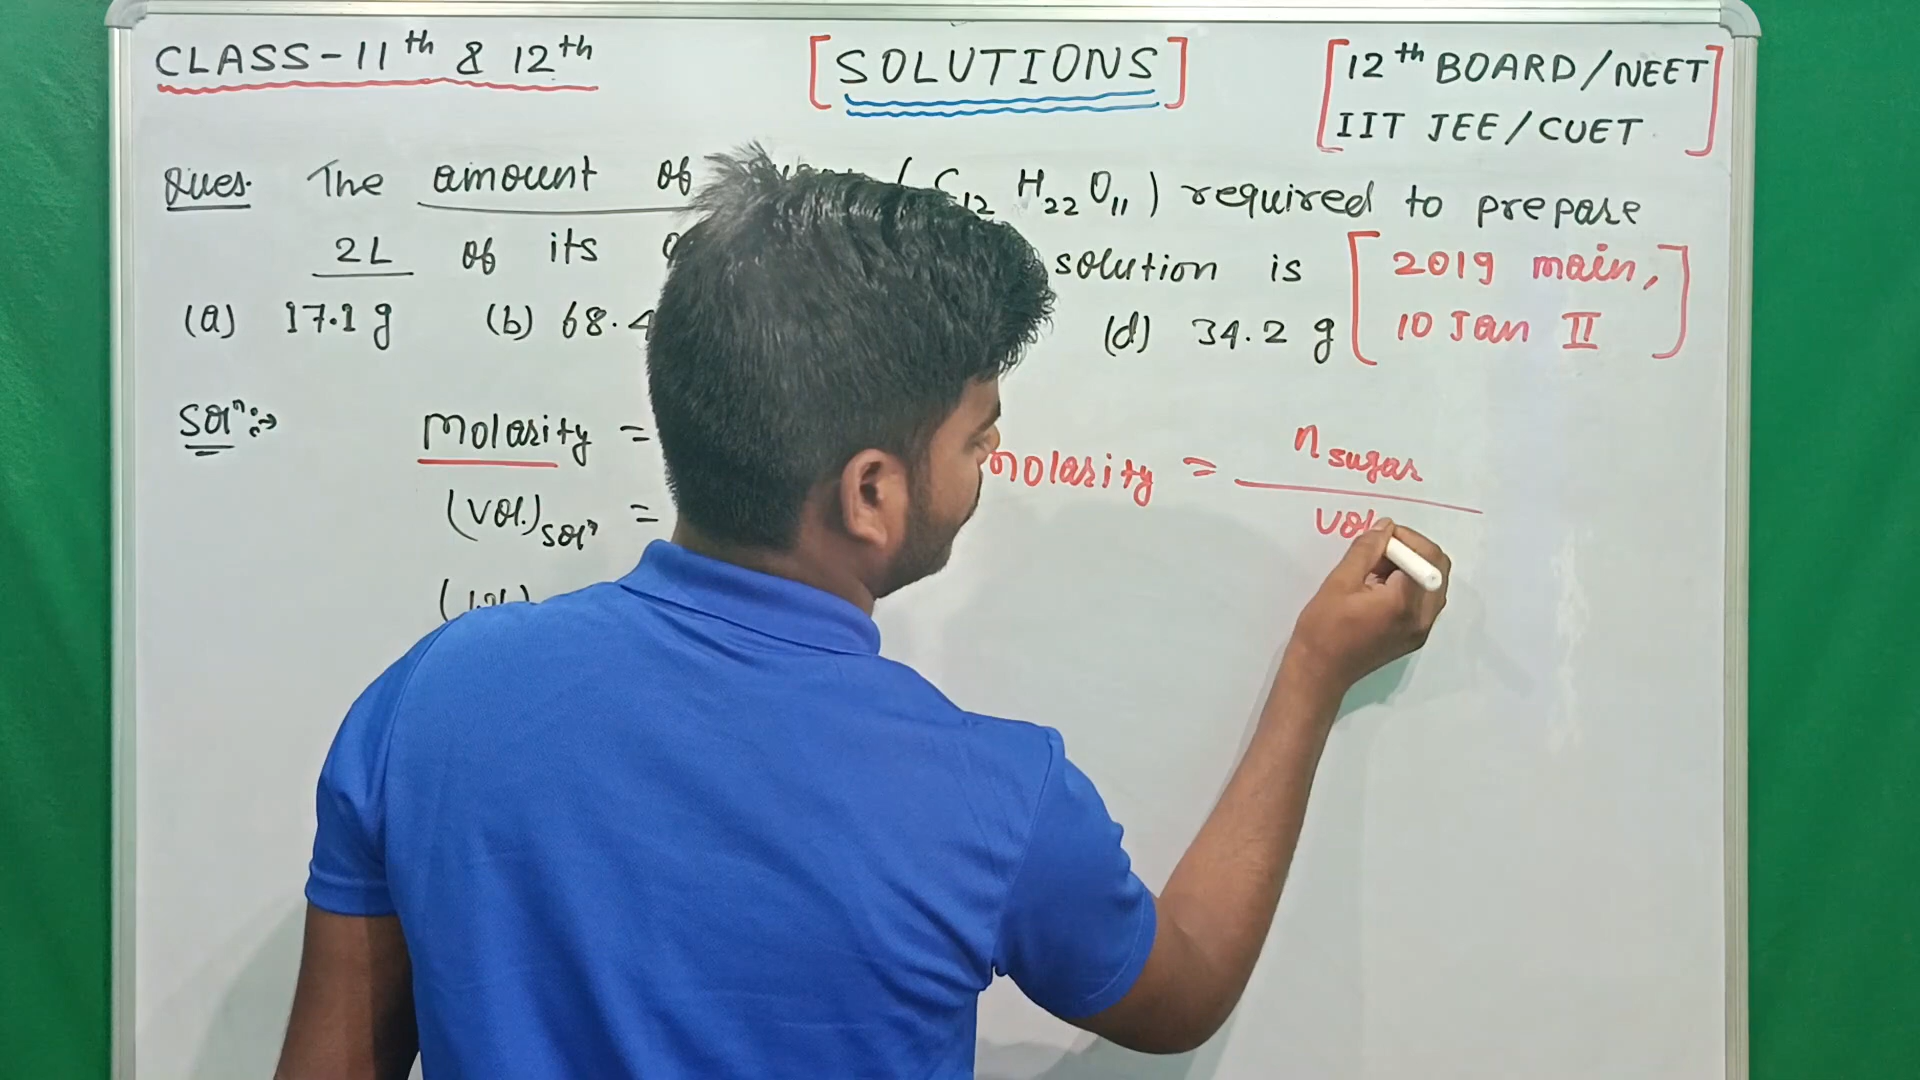 CLASS-11th & 12th
[SOLUTIONS]
[12th BOARD/NEET
IIT JEE/CUET]
Ques. The amount of (C12 H22O11) required to prepare
2L of its solution is [2019 main,
(a) 17.1 g (b) 68.4 (d) 34.2 g 10 Jan II]
Solⁿ:→ Molarity =
Molarity = n sugar
(Vol.) solⁿ =
Vol